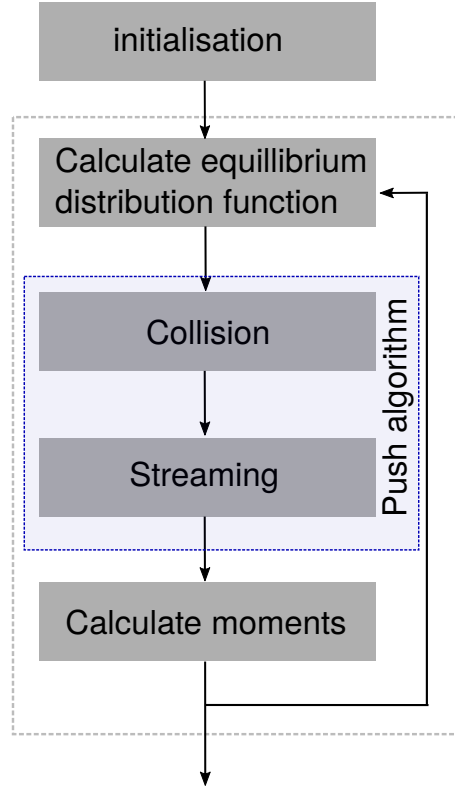 initialisation
Calculate equillibrium
distribution function
Collision
Streaming
Push algorithm
Calculate moments